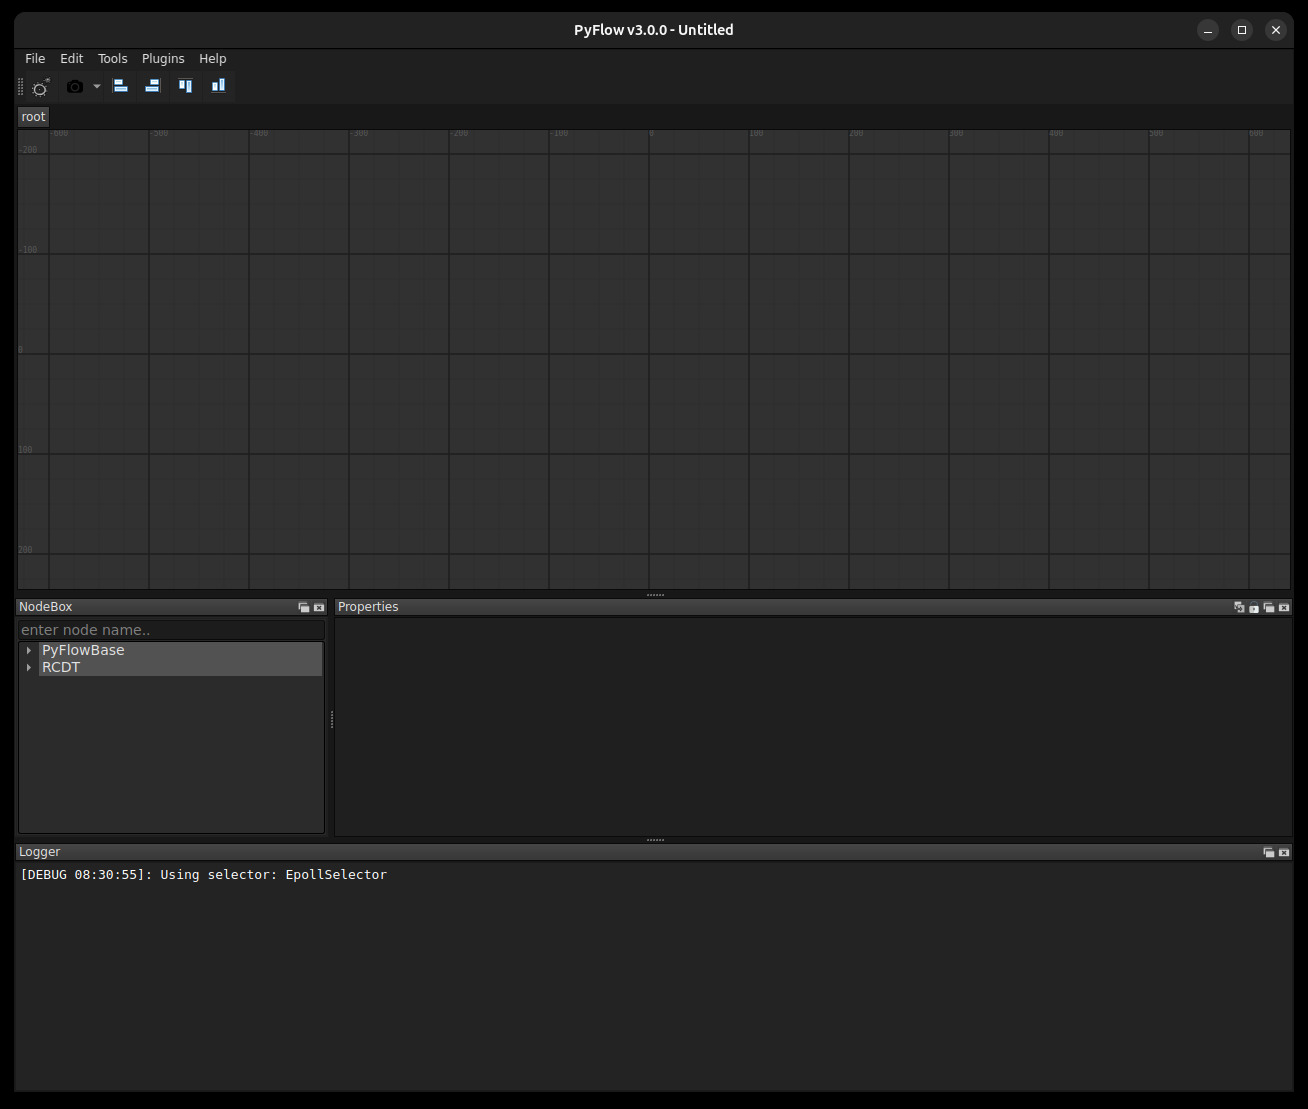 PyFlow v3.0.0 - Untitled
File Edit Tools Plugins Help
root
-600 -500 -400 -300 -200 -100 0 100 200 300 400 500 600
-200
-100
0
100
200
NodeBox
Properties
enter node name..
PyFlowBase
RCDT
Logger
[DEBUG 08:30:55]: Using selector: EpollSelector